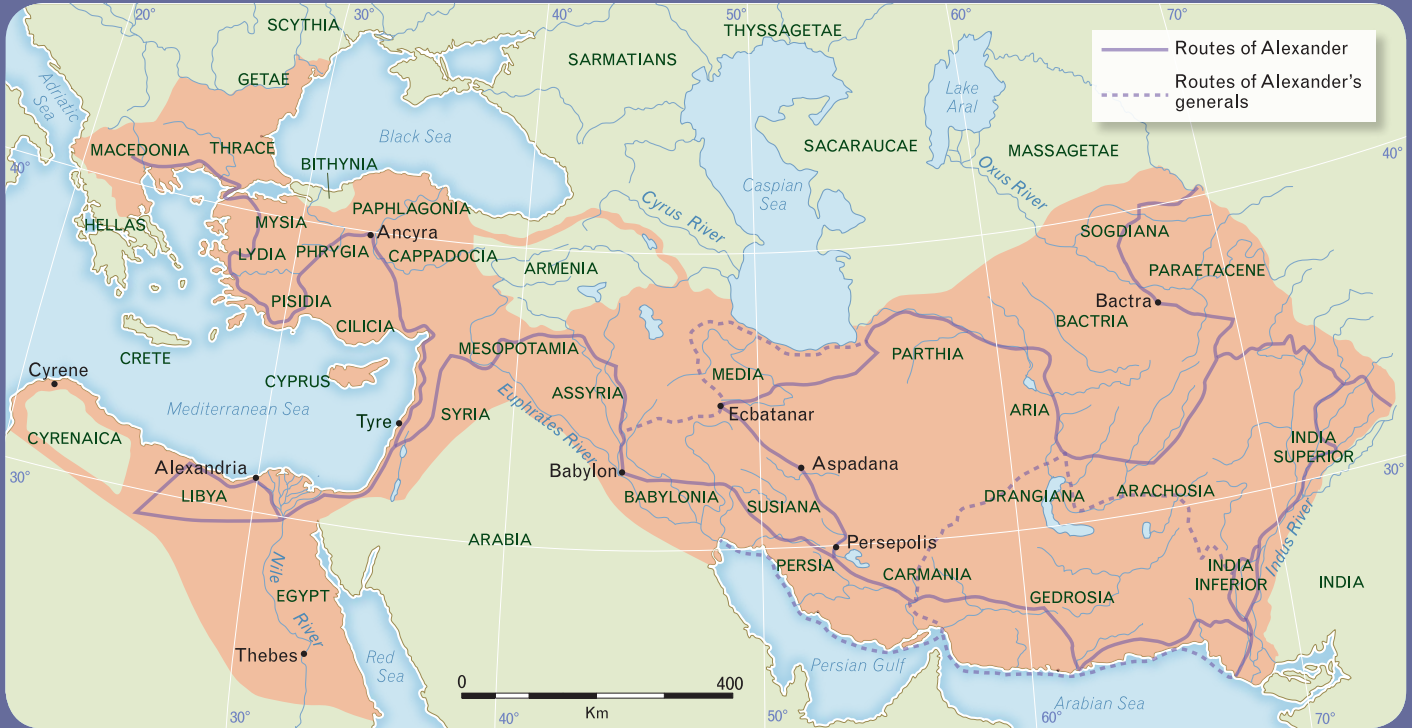 20°
30°
40°
50°
60°
70°
SCYTHIA
THYSSAGETAE
SARMATIANS
Routes of Alexander
Routes of Alexander's
generals
GETAE
Adriatic
Sea
Lake
Aral
Black Sea
MACEDONIA
THRACE
BITHYNIA
SACARAUCAE
MASSAGETAE
40°
40°
Oxus River
Caspian
Sea
Cyrus River
HELLAS
MYSIA
PAPHLAGONIA
Ancyra
SOGDIANA
LYDIA
PHRYGIA
CAPPADOCIA
ARMENIA
PARAETACENE
PISIDIA
Bactra
BACTRIA
CILICIA
CRETE
MESOPOTAMIA
PARTHIA
Cyrene
CYPRUS
MEDIA
ASSYRIA
Mediterranean Sea
SYRIA
Euphrates River
Ecbatanar
ARIA
Tyre
CYRENAICA
INDIA
SUPERIOR
Alexandria
Babylon
Aspadana
30°
30°
LIBYA
BABYLONIA
SUSIANA
DRANGIANA
ARACHOSIA
ARABIA
Persepolis
Indus River
Nile
River
PERSIA
CARMANIA
INDIA
INFERIOR
INDIA
EGYPT
GEDROSIA
Thebes
Red
Sea
Persian Gulf
0
400
Km
Arabian Sea
30°
40°
50°
60°
70°